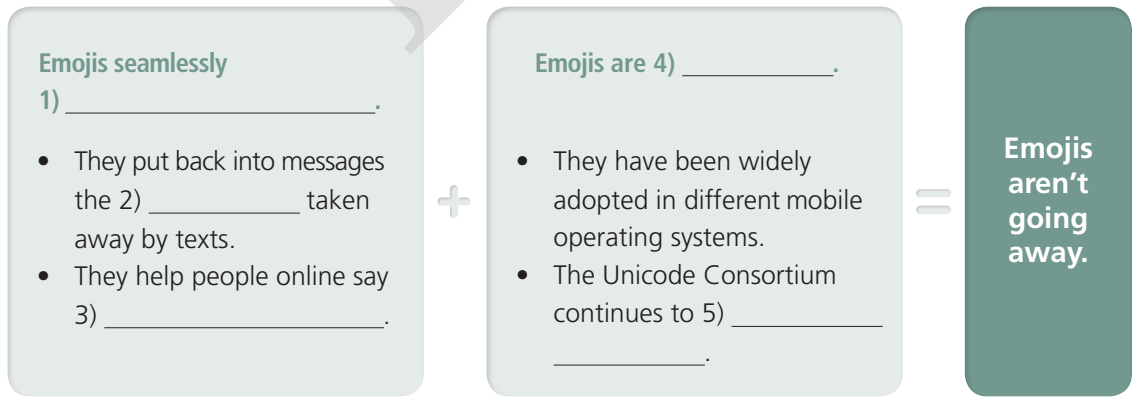 Emojis seamlessly
1) ______________________.
• They put back into messages
the 2) ___________ taken
away by texts.
• They help people online say
3) ____________________.
+
Emojis are 4) ___________.
• They have been widely
adopted in different mobile
operating systems.
• The Unicode Consortium
continues to 5) ___________
___________.
=
Emojis
aren't
going
away.